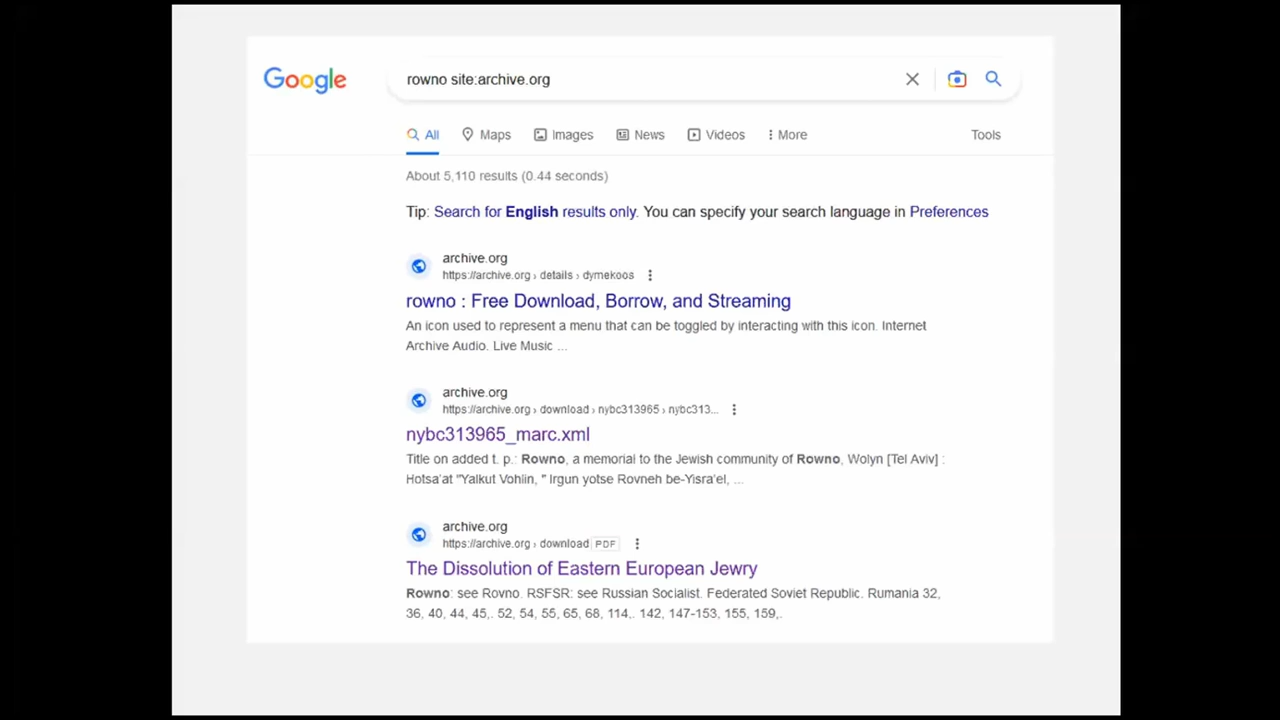 Google
rowno site:archive.org
All Maps Images News Videos More Tools
About 5,110 results (0.44 seconds)
Tip: Search for English results only. You can specify your search language in Preferences
archive.org
https://archive.org › details › dymekoos
rowno : Free Download, Borrow, and Streaming
An icon used to represent a menu that can be toggled by interacting with this icon. Internet
Archive Audio. Live Music ...
archive.org
https://archive.org › download › nybc313965 › nybc313...
nybc313965_marc.xml
Title on added t. p.: Rowno, a memorial to the Jewish community of Rowno, Wolyn [Tel Aviv] :
Hotsa'at "Yalkut Vohlin, " Irgun yotse Rovneh be-Yisra'el, ...
archive.org
https://archive.org › download PDF
The Dissolution of Eastern European Jewry
Rowno: see Rovno. RSFSR: see Russian Socialist. Federated Soviet Republic. Rumania 32,
36, 40, 44, 45,. 52, 54, 55, 65, 68, 114,. 142, 147-153, 155, 159,.